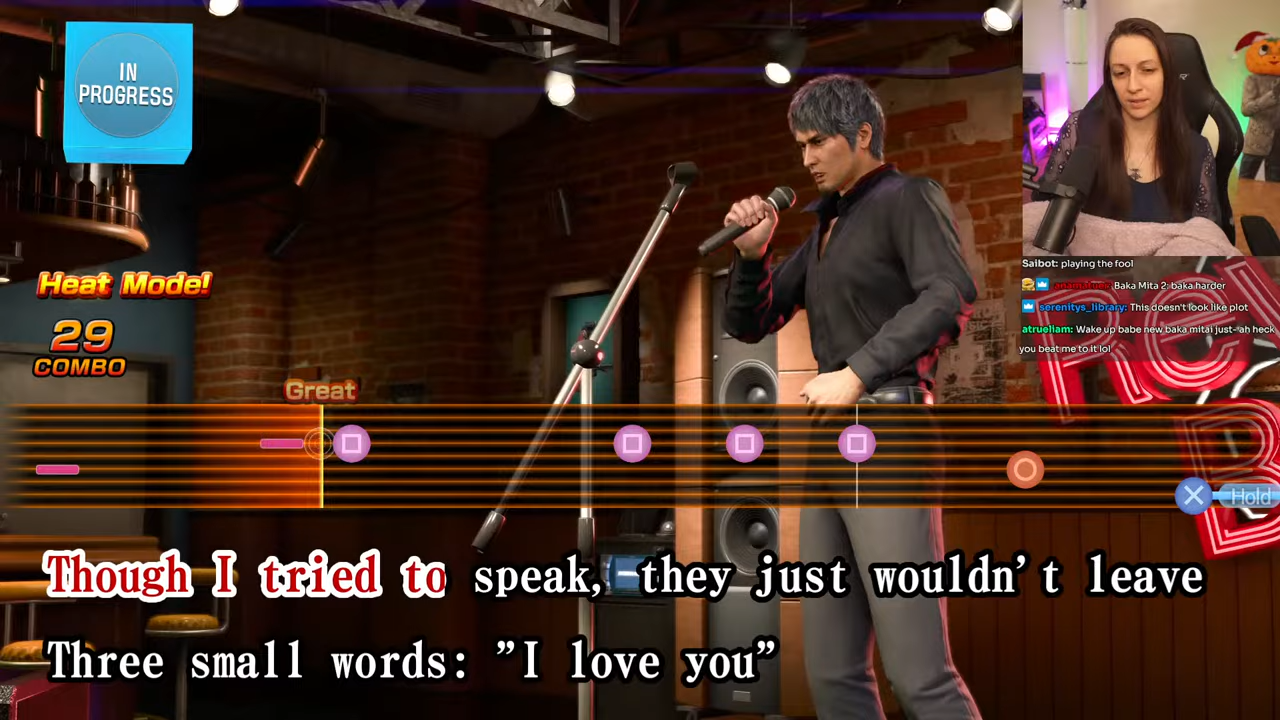 IN
PROGRESS
Heat Mode!
29
COMBO
Great
Hold
Though I tried to speak, they just wouldn't leave
Three small words: "I love you"
Saibot: playing the fool
Baka Mita 2: baka harder
serenitys_library: This doesn't look like plot
atrueliam: Wake up babe new baka mitai just- ah heck
you beat me to it lol